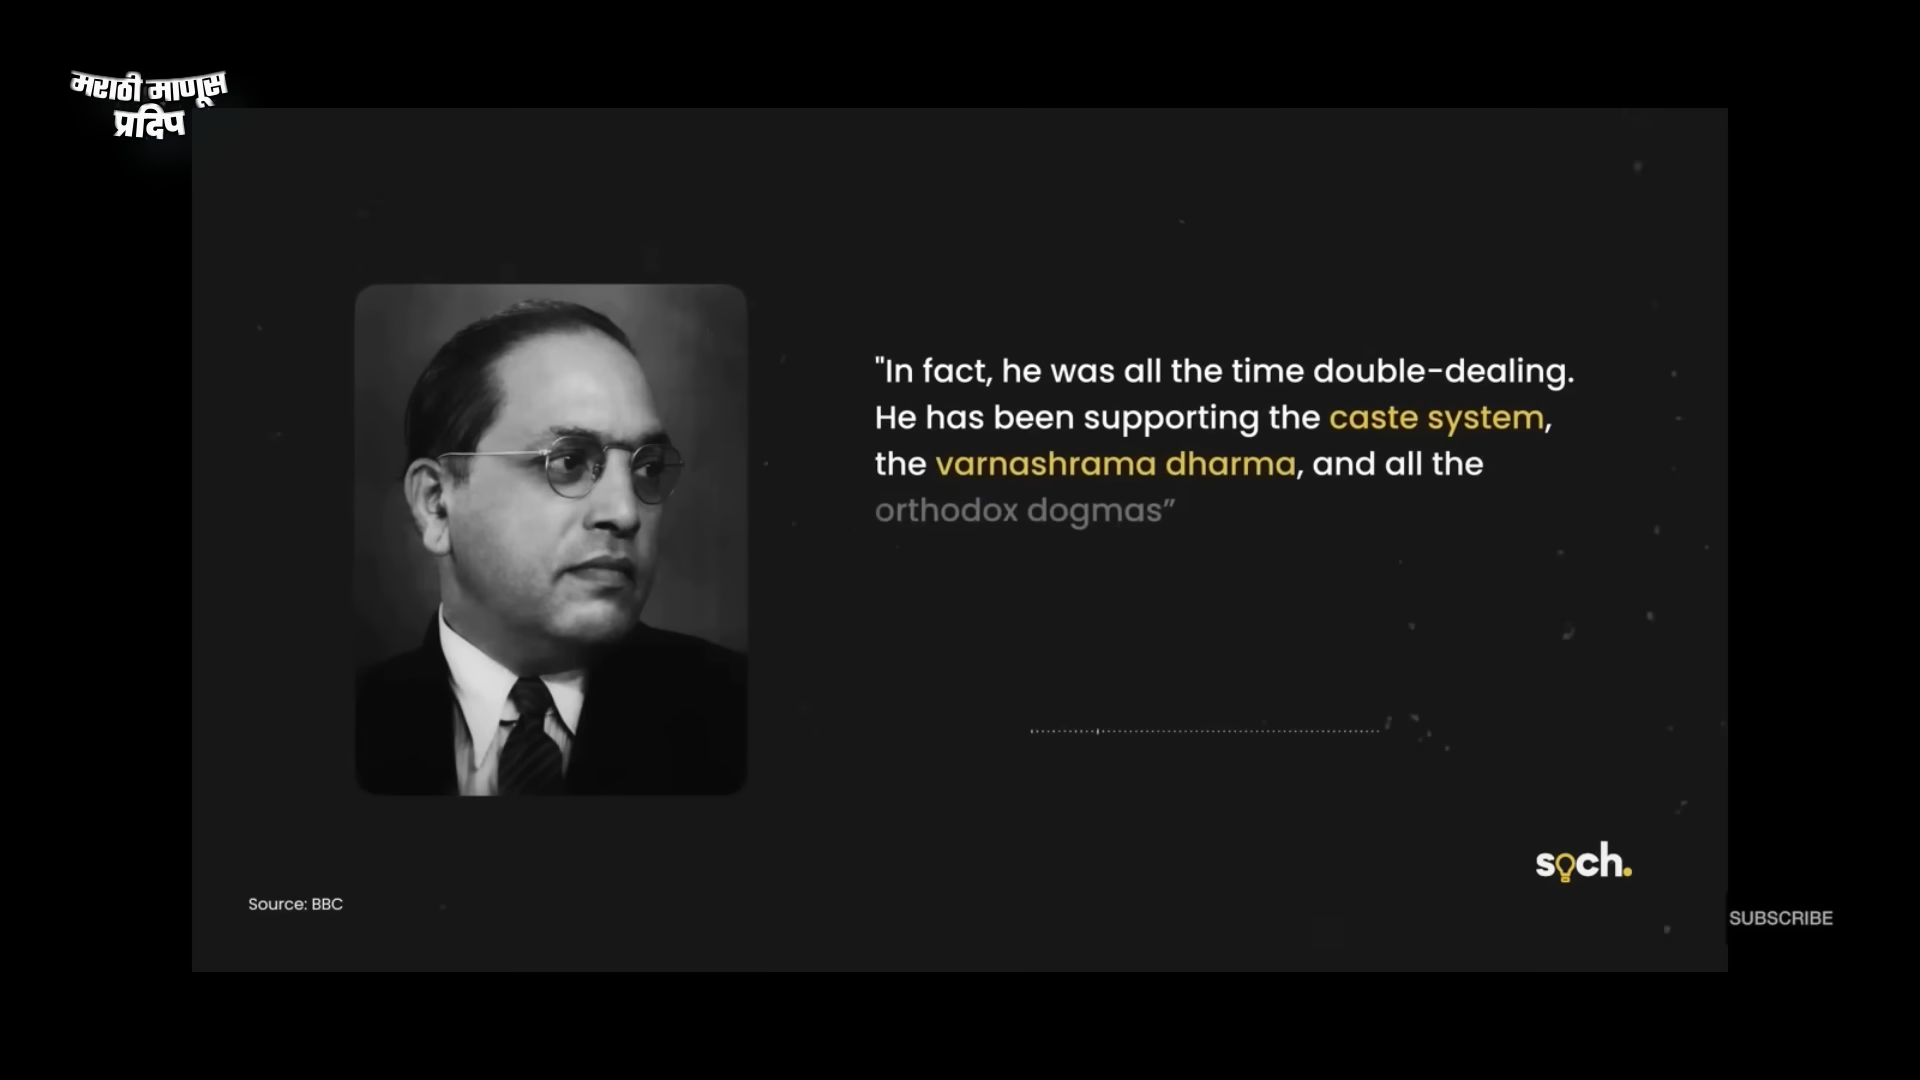 मराठी माणूस
प्रदिप
"In fact, he was all the time double-dealing.
He has been supporting the caste system,
the varnashrama dharma, and all the
orthodox dogmas”
soch.
Source: BBC
SUBSCRIBE